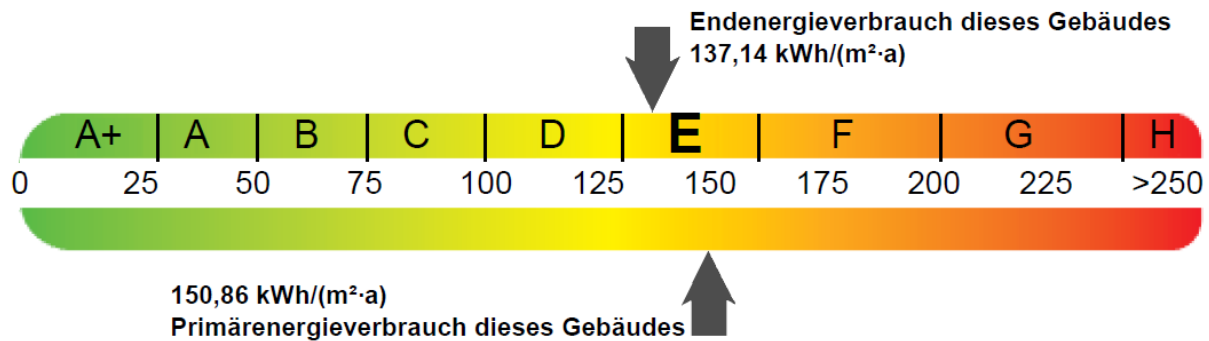 Endenergieverbrauch dieses Gebäudes
137,14 kWh/(m²·a)
A+ A B C D E F G H
0 25 50 75 100 125 150 175 200 225 >250
150,86 kWh/(m²·a)
Primärenergieverbrauch dieses Gebäudes